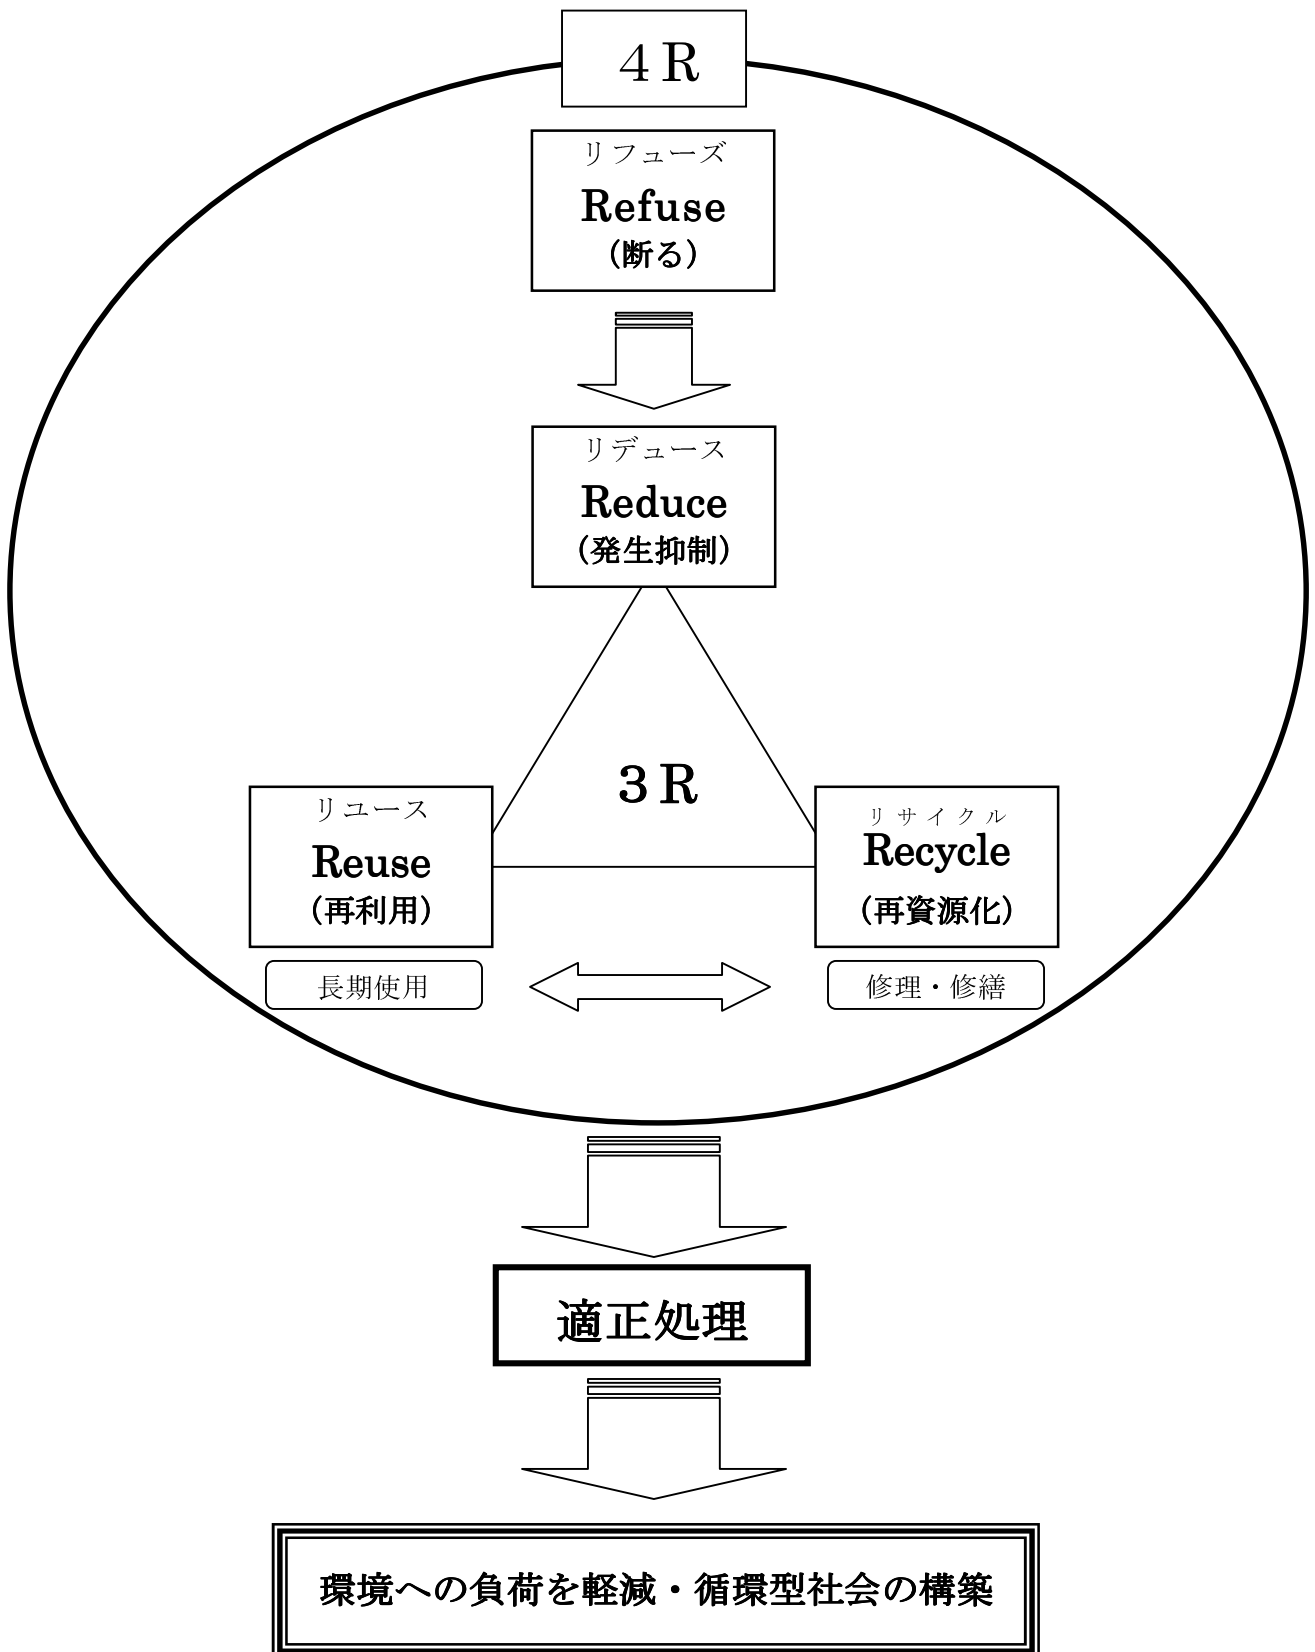 ４Ｒ
リフューズ
Refuse
（断る）
リデュース
Reduce
（発生抑制）
３Ｒ
リユース
Reuse
（再利用）
リサイクル
Recycle
（再資源化）
長期使用
修理・修繕
適正処理
環境への負荷を軽減・循環型社会の構築